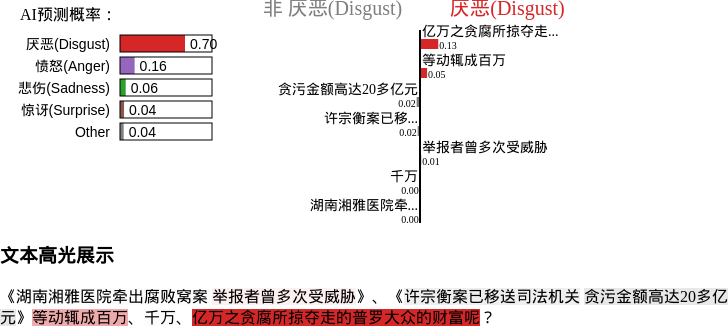 AI预测概率：
厌恶(Disgust) 0.70
愤怒(Anger) 0.16
悲伤(Sadness) 0.06
惊讶(Surprise) 0.04
Other 0.04
非 厌恶(Disgust) 厌恶(Disgust)
亿万之贪腐所掠夺走...
0.13
等动辄成百万
0.05
贪污金额高达20多亿元
0.02
许宗衡案已移...
0.02
举报者曾多次受威胁
0.01
千万
0.00
湖南湘雅医院牵...
0.00
文本高光展示
《湖南湘雅医院牵出腐败窝案 举报者曾多次受威胁》、《许宗衡案已移送司法机关 贪污金额高达20多亿
元》等动辄成百万、千万、亿万之贪腐所掠夺走的普罗大众的财富呢？